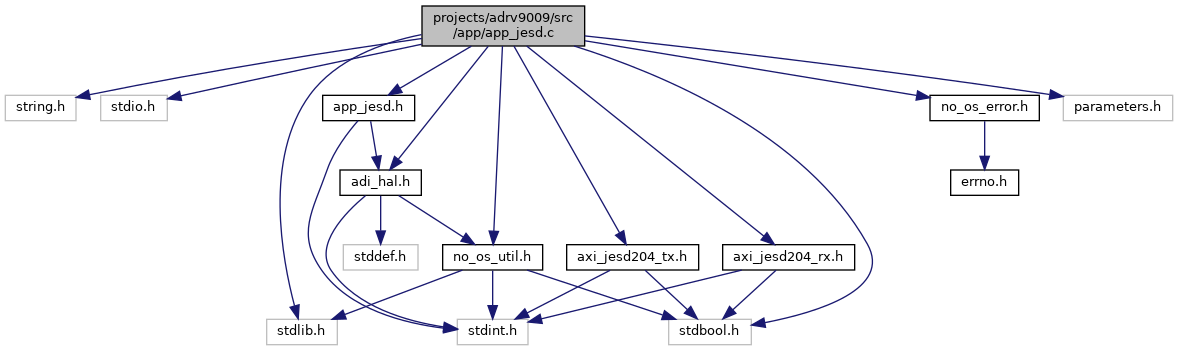 projects/adrv9009/src
/app/app_jesd.c
string.h
stdio.h
app_jesd.h
no_os_error.h
parameters.h
adi_hal.h
errno.h
stddef.h
no_os_util.h
axi_jesd204_tx.h
axi_jesd204_rx.h
stdlib.h
stdint.h
stdbool.h